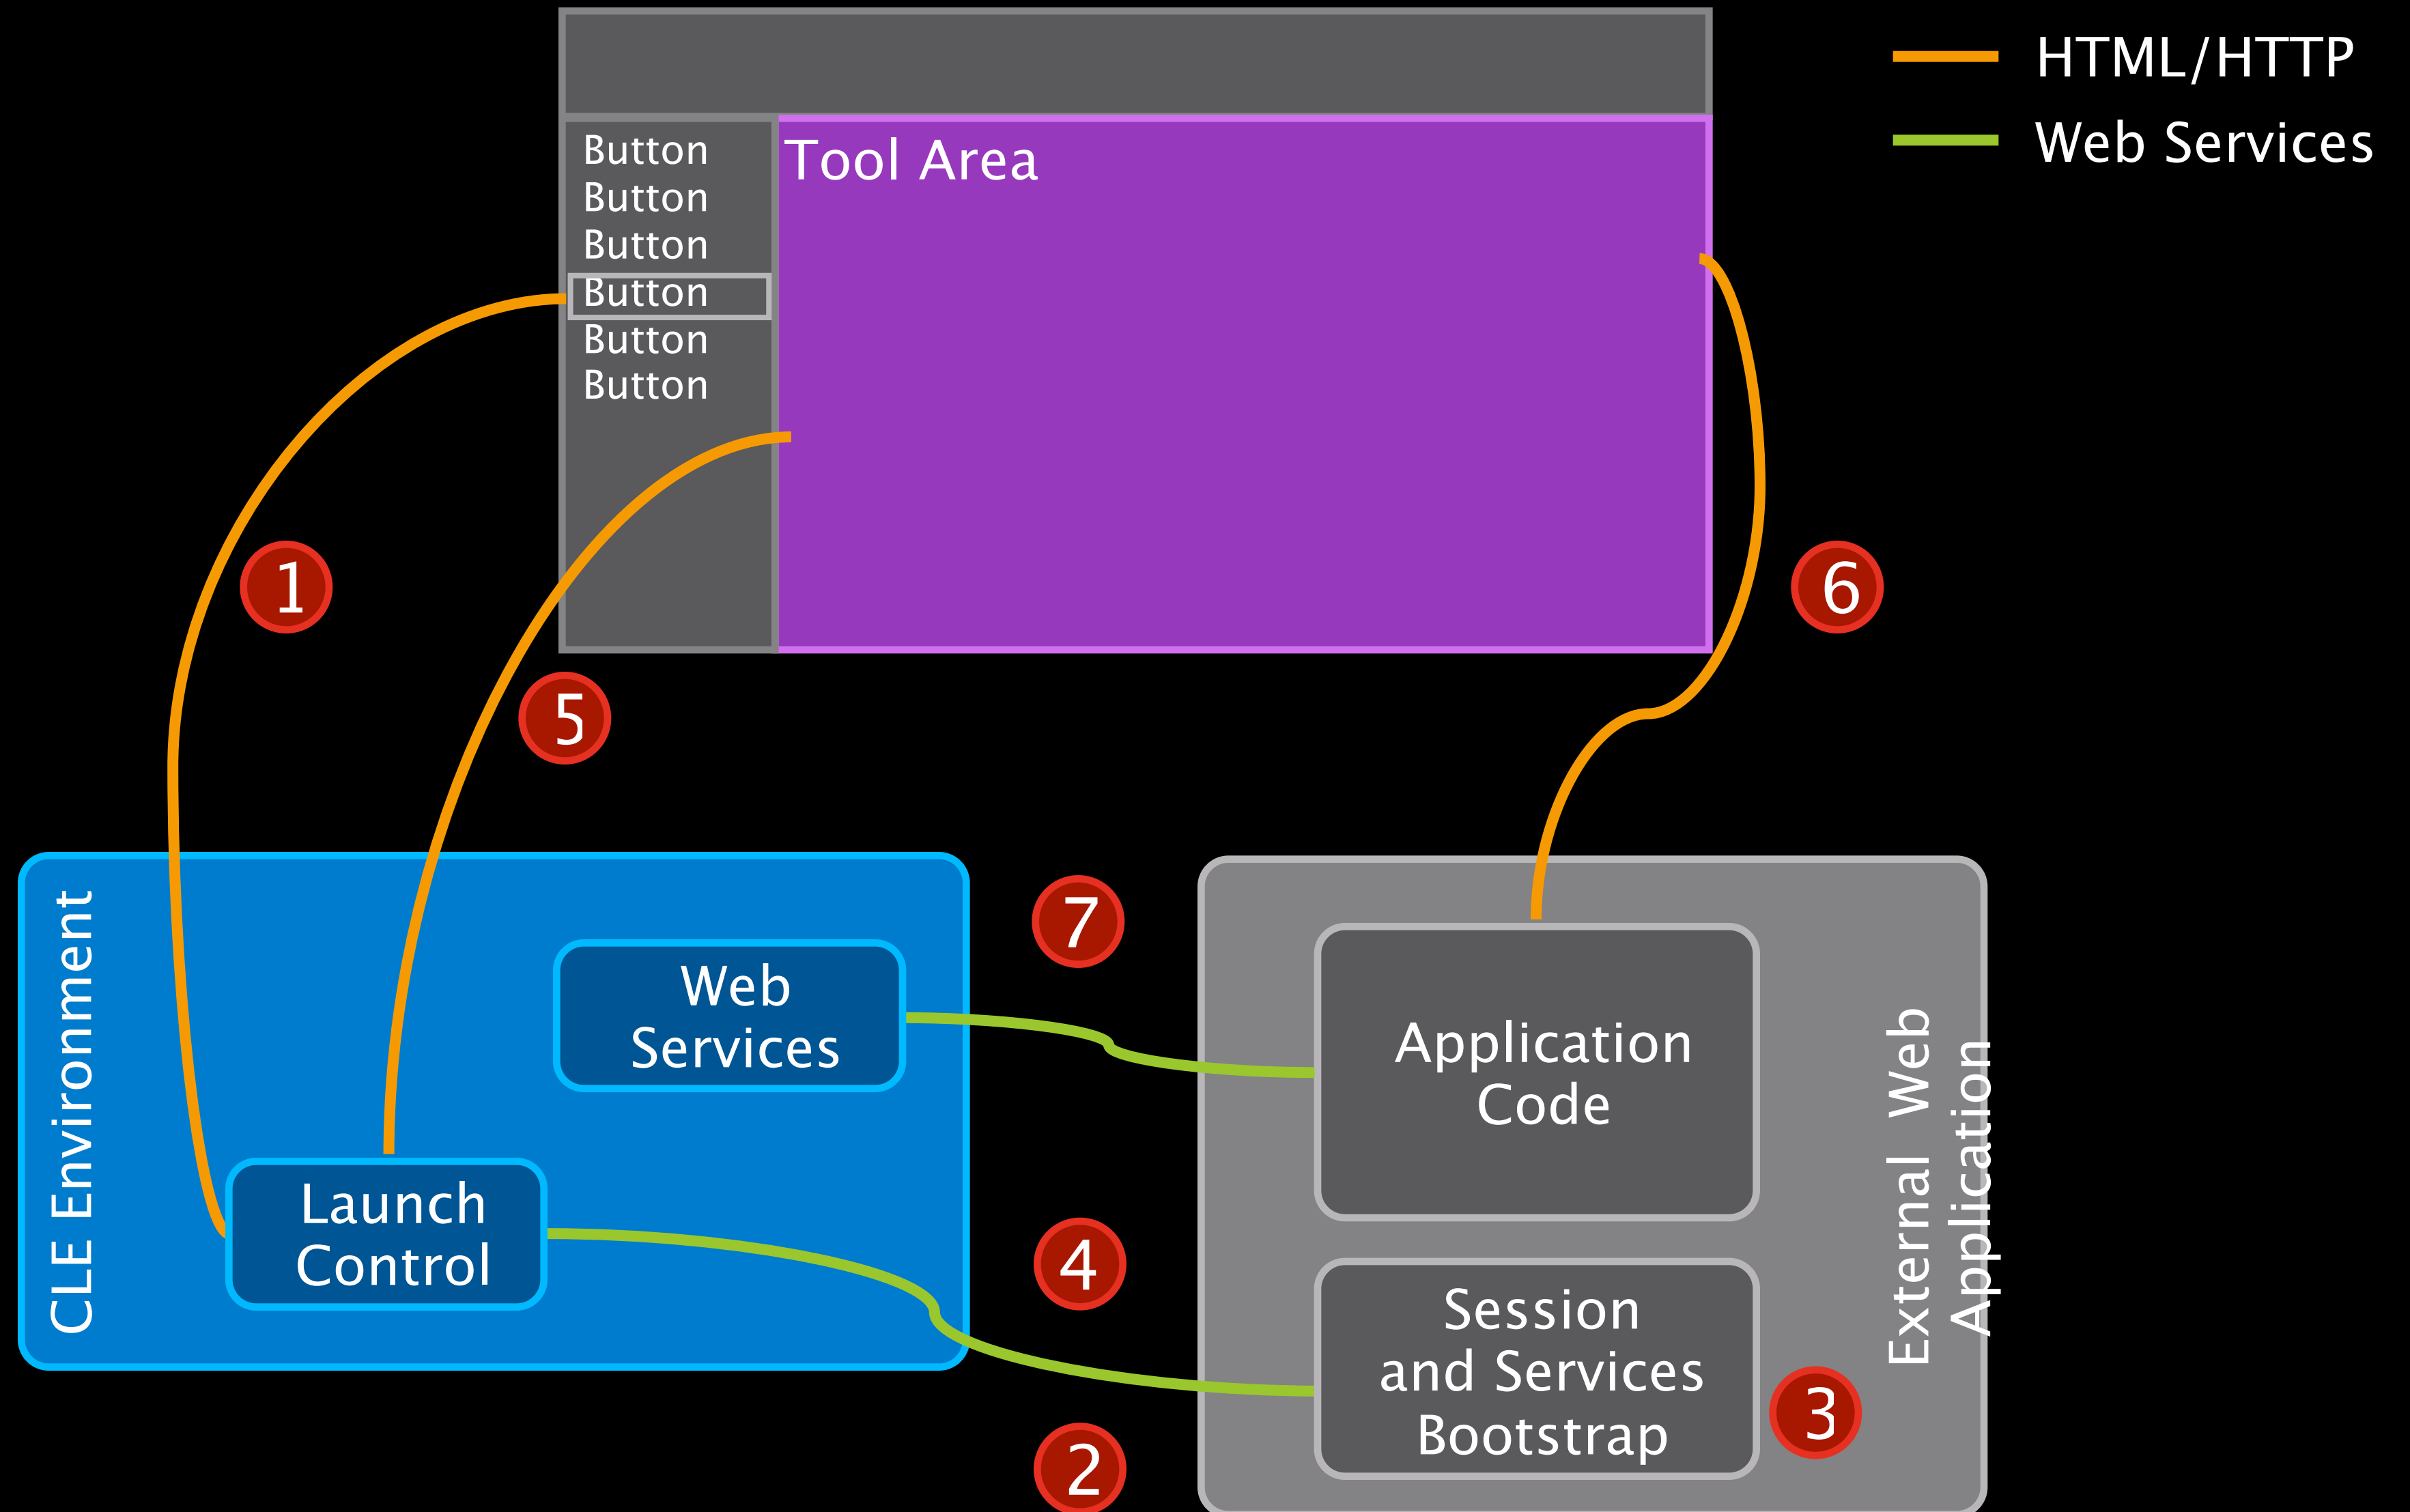 HTML/HTTP
Web Services
Tool Area
Button
Button
Button
Button
Button
Button
1
5
6
CLE Environment
Web
Services
Launch
Control
7
4
2
Application
Code
Session
and Services
Bootstrap
3
External Web
Application